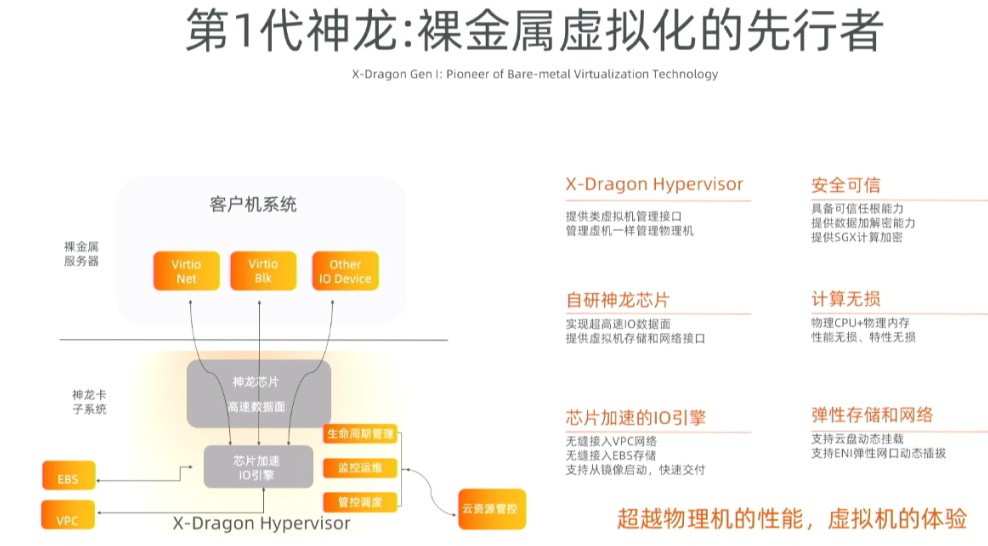 第1代神龙:裸金属虚拟化的先行者
X-Dragon Gen I: Pioneer of Bare-metal Virtualization Technology
客户机系统
裸金属
服务器
Virtio
Net
Virtio
Blk
Other
IO Device
神龙卡
子系统
神龙芯片
高速数据面
芯片加速
IO引擎
生命周期管理
监控运维
管控调度
EBS
VPC
云资源管控
X-Dragon Hypervisor
X-Dragon Hypervisor
提供类虚拟机管理接口
管理虚机一样管理物理机
安全可信
具备可信任根能力
提供数据加解密能力
提供SGX计算加密
自研神龙芯片
实现超高速IO数据面
提供虚拟机存储和网络接口
计算无损
物理CPU+物理内存
性能无损、特性无损
芯片加速的IO引擎
无缝接入VPC网络
无缝接入EBS存储
支持从镜像启动，快速交付
弹性存储和网络
支持云盘动态挂载
支持ENI弹性网口动态插拔
超越物理机的性能，虚拟机的体验